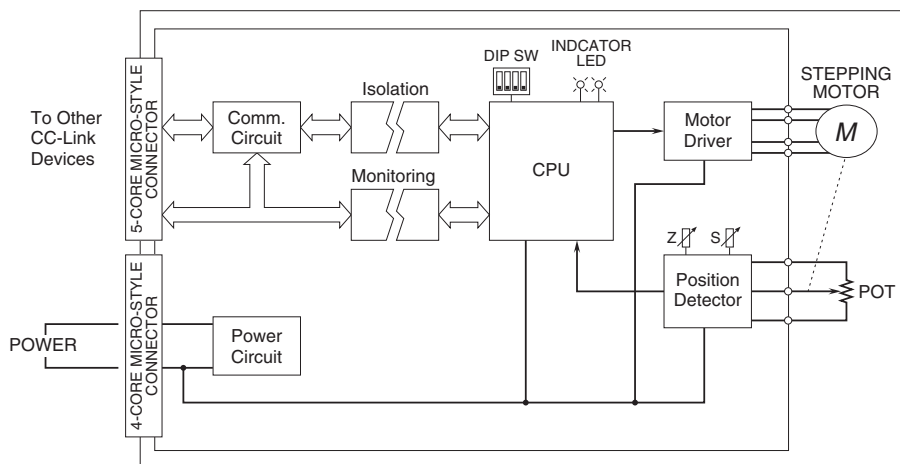 DIP SW
INDCATOR
LED
STEPPING
MOTOR
To Other
CC-Link
Devices
5-CORE MICRO-STYLE
CONNECTOR
Comm.
Circuit
Isolation
Monitoring
CPU
Motor
Driver
M
Z
S
Position
Detector
POT
POWER
4-CORE MICRO-STYLE
CONNECTOR
Power
Circuit